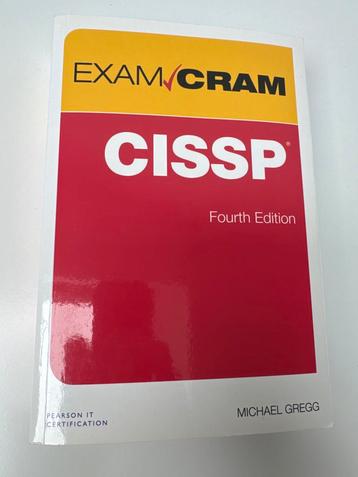 EXAM✓CRAM
CISSP®
Fourth Edition
PEARSON IT
CERTIFICATION
MICHAEL GREGG